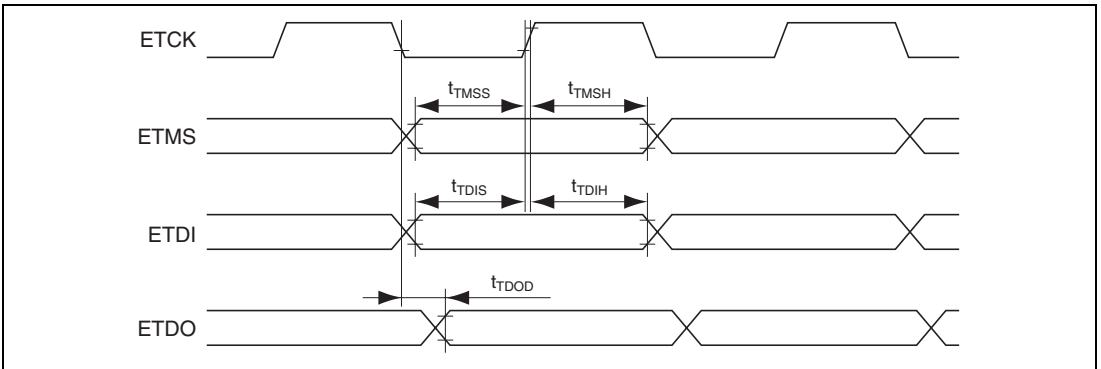 ETCK
tTMSS tTMSH
ETMS
tTDIS tTDIH
ETDI
tTDOD
ETDO